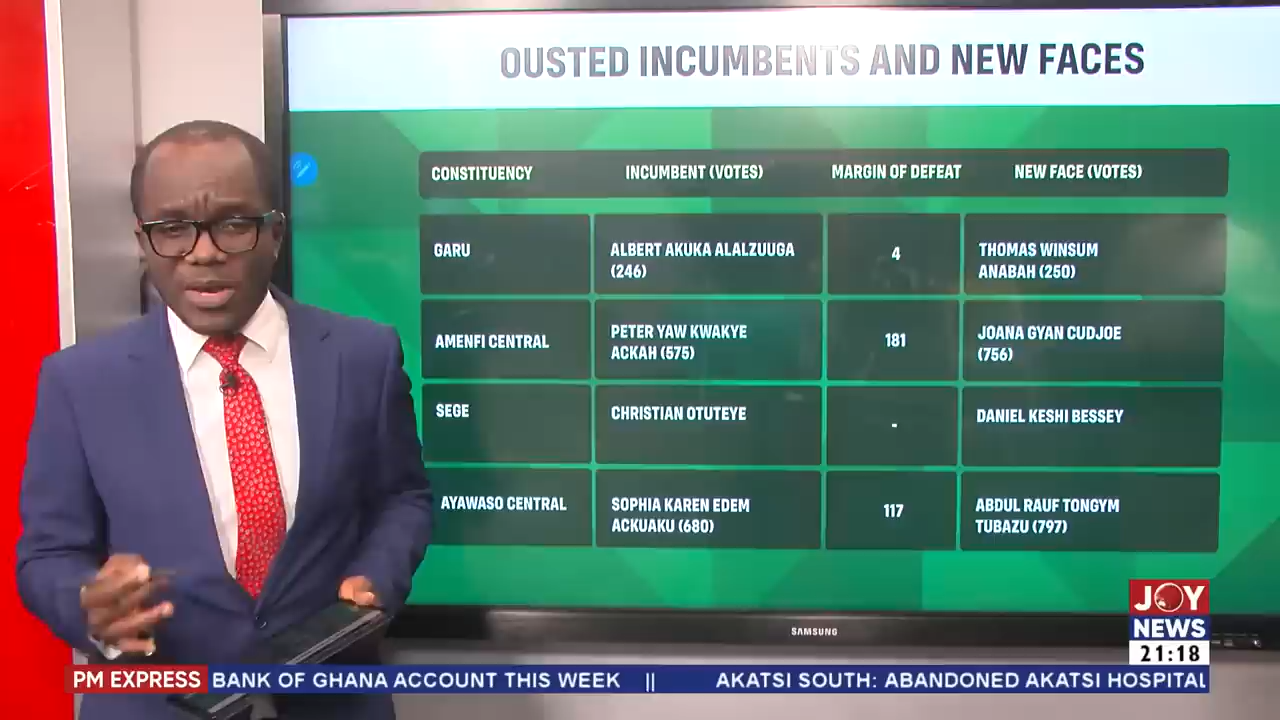 OUSTED INCUMBENTS AND NEW FACES
CONSTITUENCY INCUMBENT (VOTES) MARGIN OF DEFEAT NEW FACE (VOTES)
GARU
ALBERT AKUKA ALALZUUGA
(246)
4
THOMAS WINSUM
ANABAH (250)
AMENFI CENTRAL
PETER YAW KWAKYE
ACKAH (575)
181
JOANA GYAN CUDJOE
(756)
SEGE
CHRISTIAN OTUTEYE
-
DANIEL KESHI BESSEY
AYAWASO CENTRAL
SOPHIA KAREN EDEM
ACKUAKU (680)
117
ABDUL RAUF TONGYM
TUBAZU (797)
SAMSUNG
JOY
NEWS
21:18
PM EXPRESS BANK OF GHANA ACCOUNT THIS WEEK || AKATSI SOUTH: ABANDONED AKATSI HOSPITAL